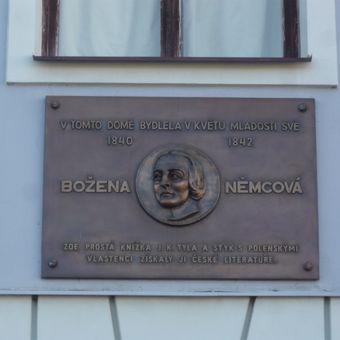 V TOMTO DOMĚ BYDLELA V KVĚTU MLADOSTI SVÉ
1840 1842
BOŽENA NĚMCOVÁ
ZDE PROSTÁ KNÍŽKA J. K. TYLA A STYK S POLENSKÝMI
VLASTENCI ZÍSKALY JI ČESKÉ LITERATUŘE.